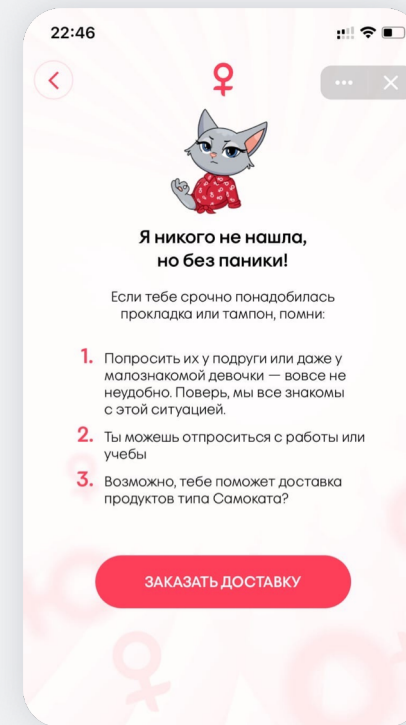 22:46
Я никого не нашла,
но без паники!
Если тебе срочно понадобилась
прокладка или тампон, помни:
1. Попросить их у подруги или даже у
малознакомой девочки — вовсе не
неудобно. Поверь, мы все знакомы
с этой ситуацией.
2. Ты можешь отпроситься с работы или
учебы
3. Возможно, тебе поможет доставка
продуктов типа Самоката?
ЗАКАЗАТЬ ДОСТАВКУ